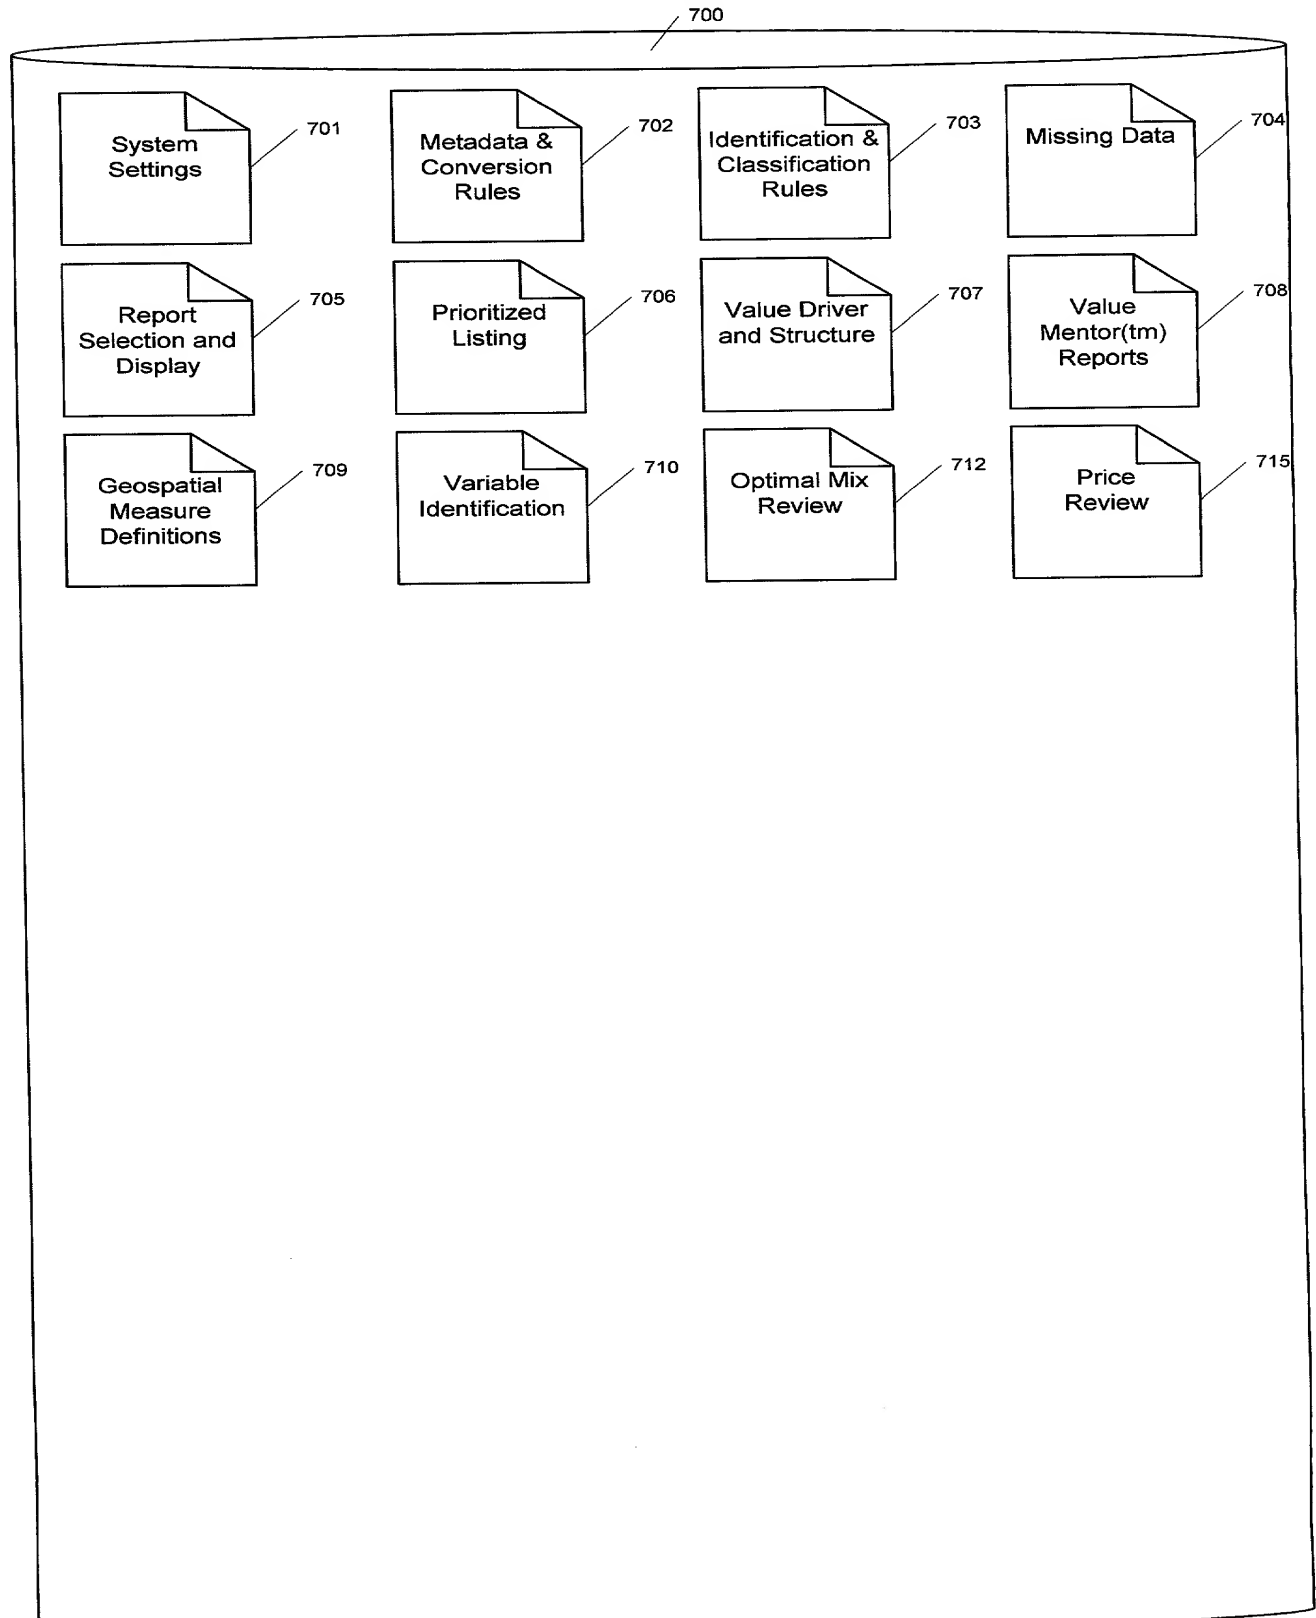 700
System
Settings
701
Metadada &
Conversion
Rules
702
Identification &
Classification
Rules
703
Missing Data
704
Report
Selection and
Display
705
Prioritized
Listing
706
Value Driver
and Structure
707
Value
Mentor(tm)
Reports
708
Geospatial
Measure
Definitions
709
Variable
Identification
710
Optimal Mix
Review
712
Price
Review
715